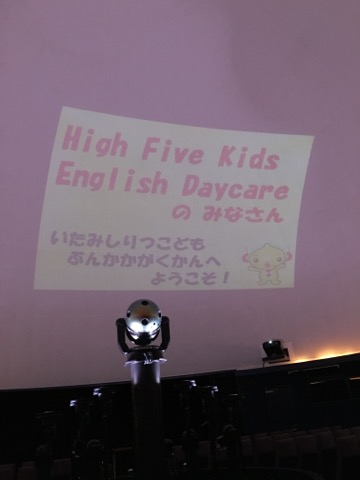 High Five Kids
English Daycare
の みなさん
いたみしりつこども
ぶんかかがくかんへ
ようこそ！